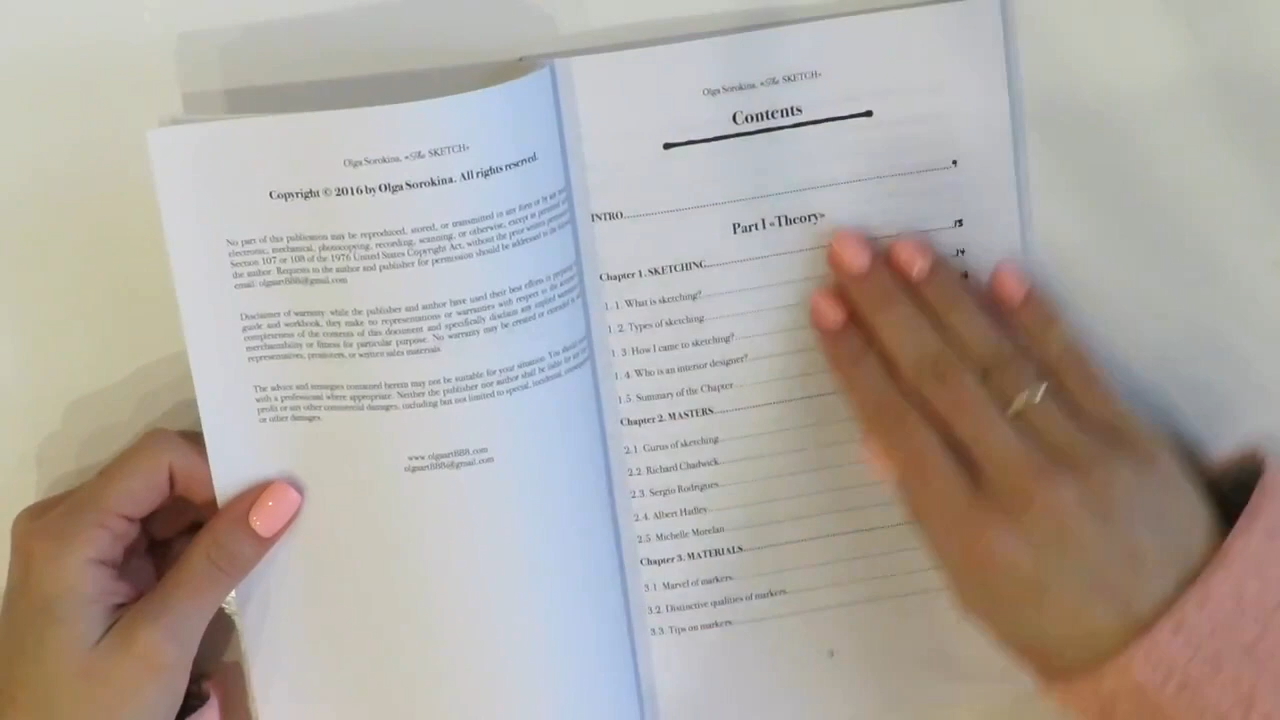 Olga Sorokina, «The SKETCH»
Copyright © 2016 by Olga Sorokina. All rights reserved.
No part of this publication may be reproduced, stored, or transmitted in any form or by any
electronic, mechanical, photocopying, recording, scanning, or otherwise, except as permitted
Section 107 or 108 of the 1976 United States Copyright Act, without the prior written permission
the author. Requests to the author and publisher for permission should be addressed to the following
email: olgaart888@gmail.com
Disclaimer of warranty: while the publisher and author have used their best efforts in preparing
guide and workbook, they make no representations or warranties with respect to the
completeness of the contents of this document and specifically disclaim any implied warranties
merchantability or fitness for particular purpose. No warranty may be created or extended
representatives, promoters, or written sales materials.
The advice and strategies contained herein may not be suitable for your situation. You should
with a professional where appropriate. Neither the publisher nor author shall be liable for any
profit or any other commercial damages, including but not limited to special, incidental,
or other damages.
www.olgaart888.com
olgaart888@gmail.com
Olga Sorokina, «The SKETCH»
Contents
INTRO....................9
Part I «Theory»
Chapter 1. SKETCHING....................13
1. 1. What is sketching?....................14
1. 2. Types of sketching
1. 3. How I came to sketching?
1. 4. Who is an interior designer?
1.5. Summary of the Chapter
Chapter 2. MASTERS....................
2.1. Gurus of sketching
2.2. Richard Chadwick
2.3. Sergio Rodrigues
2.4. Albert Hadley
2.5. Michelle Morelan
Chapter 3. MATERIALS....................
3.1. Marvel of markers
3.2. Distinctive qualities of markers
3.3. Tips on markers
3